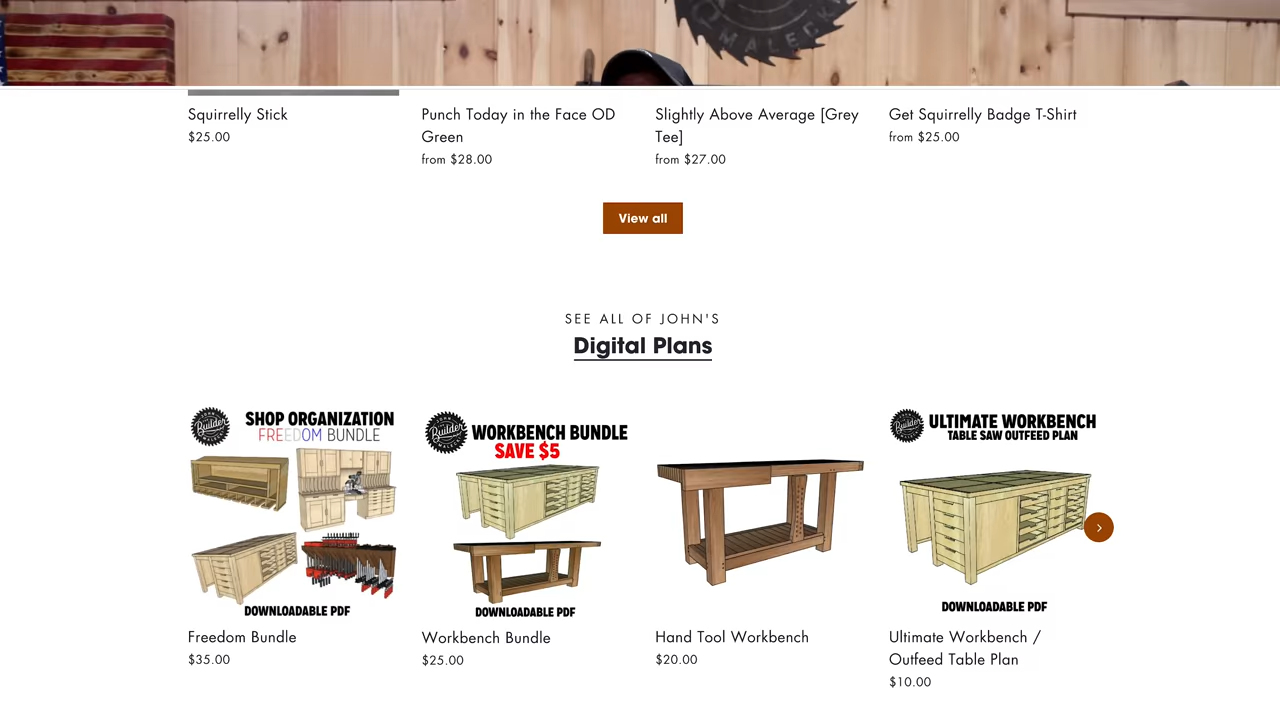 MALECKI
Squirrelly Stick
$25.00
Punch Today in the Face OD
Green
from $28.00
Slightly Above Average [Grey
Tee]
from $27.00
Get Squirrelly Badge T-Shirt
from $25.00
View all
SEE ALL OF JOHN'S
Digital Plans
Builder
SHOP ORGANIZATION
FREEDOM BUNDLE
DOWNLOADABLE PDF
Freedom Bundle
$35.00
Builder
WORKBENCH BUNDLE
SAVE $5
DOWNLOADABLE PDF
Workbench Bundle
$25.00
Hand Tool Workbench
$20.00
Builder
ULTIMATE WORKBENCH
TABLE SAW OUTFEED PLAN
DOWNLOADABLE PDF
Ultimate Workbench /
Outfeed Table Plan
$10.00